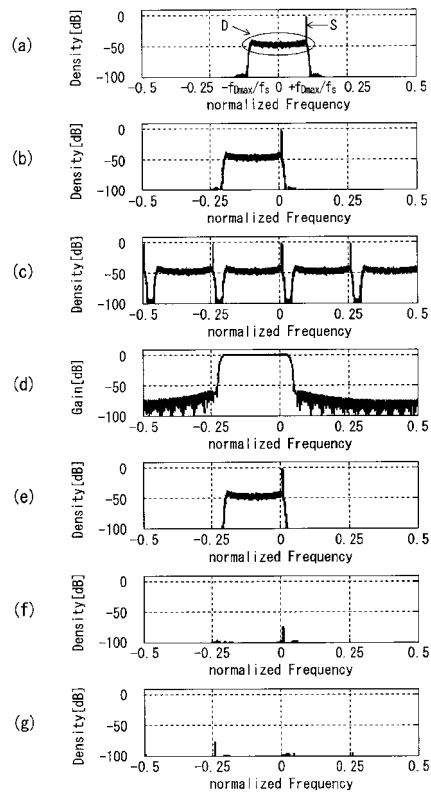 (a)
Density[dB]
0
-50
-100
D
S
-fDmax/fs
+fDmax/fs
-0.5
-0.25
0
0.25
0.5
normalized Frequency
(b)
Density[dB]
0
-50
-100
-0.5
-0.25
0
0.25
0.5
normalized Frequency
(c)
Density[dB]
0
-50
-100
-0.5
-0.25
0
0.25
0.5
normalized Frequency
(d)
Gain[dB]
0
-50
-100
-0.5
-0.25
0
0.25
0.5
normalized Frequency
(e)
Density[dB]
0
-50
-100
-0.5
-0.25
0
0.25
0.5
normalized Frequency
(f)
Density[dB]
0
-50
-100
-0.5
-0.25
0
0.25
0.5
normalized Frequency
(g)
Density[dB]
0
-50
-100
-0.5
-0.25
0
0.25
0.5
normalized Frequency